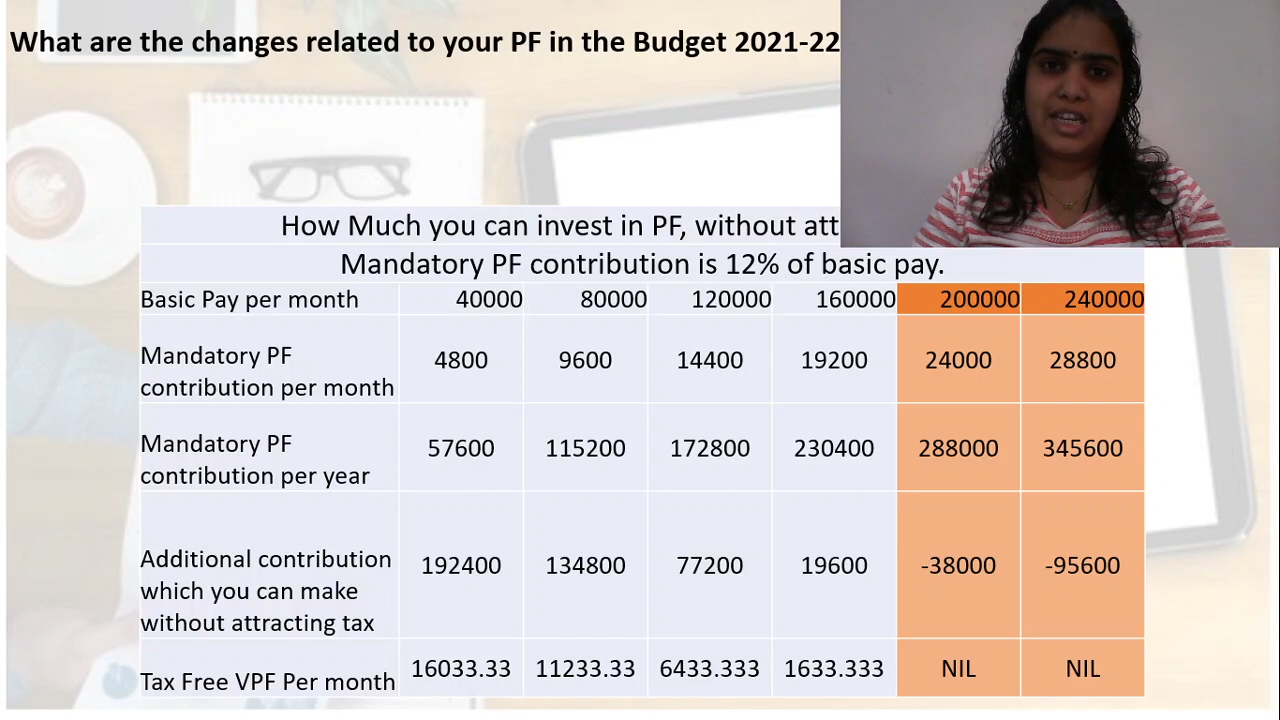 What are the changes related to your PF in the Budget 2021-22
How Much you can invest in PF, without
Mandatory PF contribution is 12% of basic pay.
Basic Pay per month 40000 80000 120000 160000 200000 240000
Mandatory PF
contribution per month 4800 9600 14400 19200 24000 28800
Mandatory PF
contribution per year 57600 115200 172800 230400 288000 345600
Additional contribution
which you can make
without attracting tax 192400 134800 77200 19600 -38000 -95600
Tax Free VPF Per month 16033.33 11233.33 6433.333 1633.333 NIL NIL